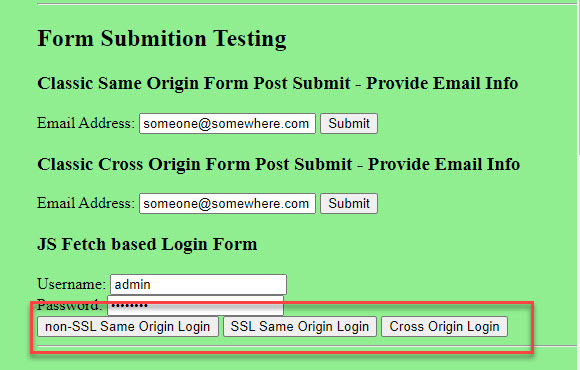 Form Submition Testing
Classic Same Origin Form Post Submit - Provide Email Info
Email Address: someone@somewhere.com Submit
Classic Cross Origin Form Post Submit - Provide Email Info
Email Address: someone@somewhere.com Submit
JS Fetch based Login Form
Username: admin
Password: ••••••••
non-SSL Same Origin Login SSL Same Origin Login Cross Origin Login